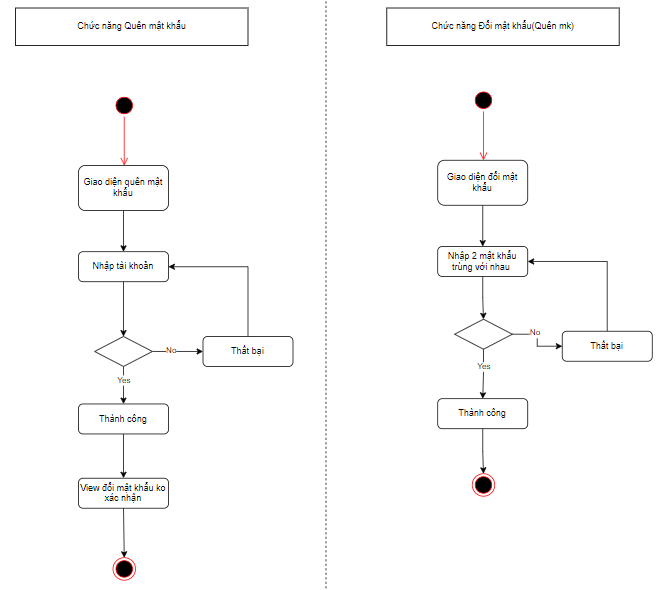 Chức năng Quên mật khẩu
Giao diện quên mật
khẩu
Nhập tài khoản
No
Thất bại
Yes
Thành công
View đổi mật khẩu ko
xác nhận
Chức năng Đổi mật khẩu(Quên mk)
Giao diện đổi mật
khẩu
Nhập 2 mật khẩu
trùng với nhau
No
Thất bại
Yes
Thành công